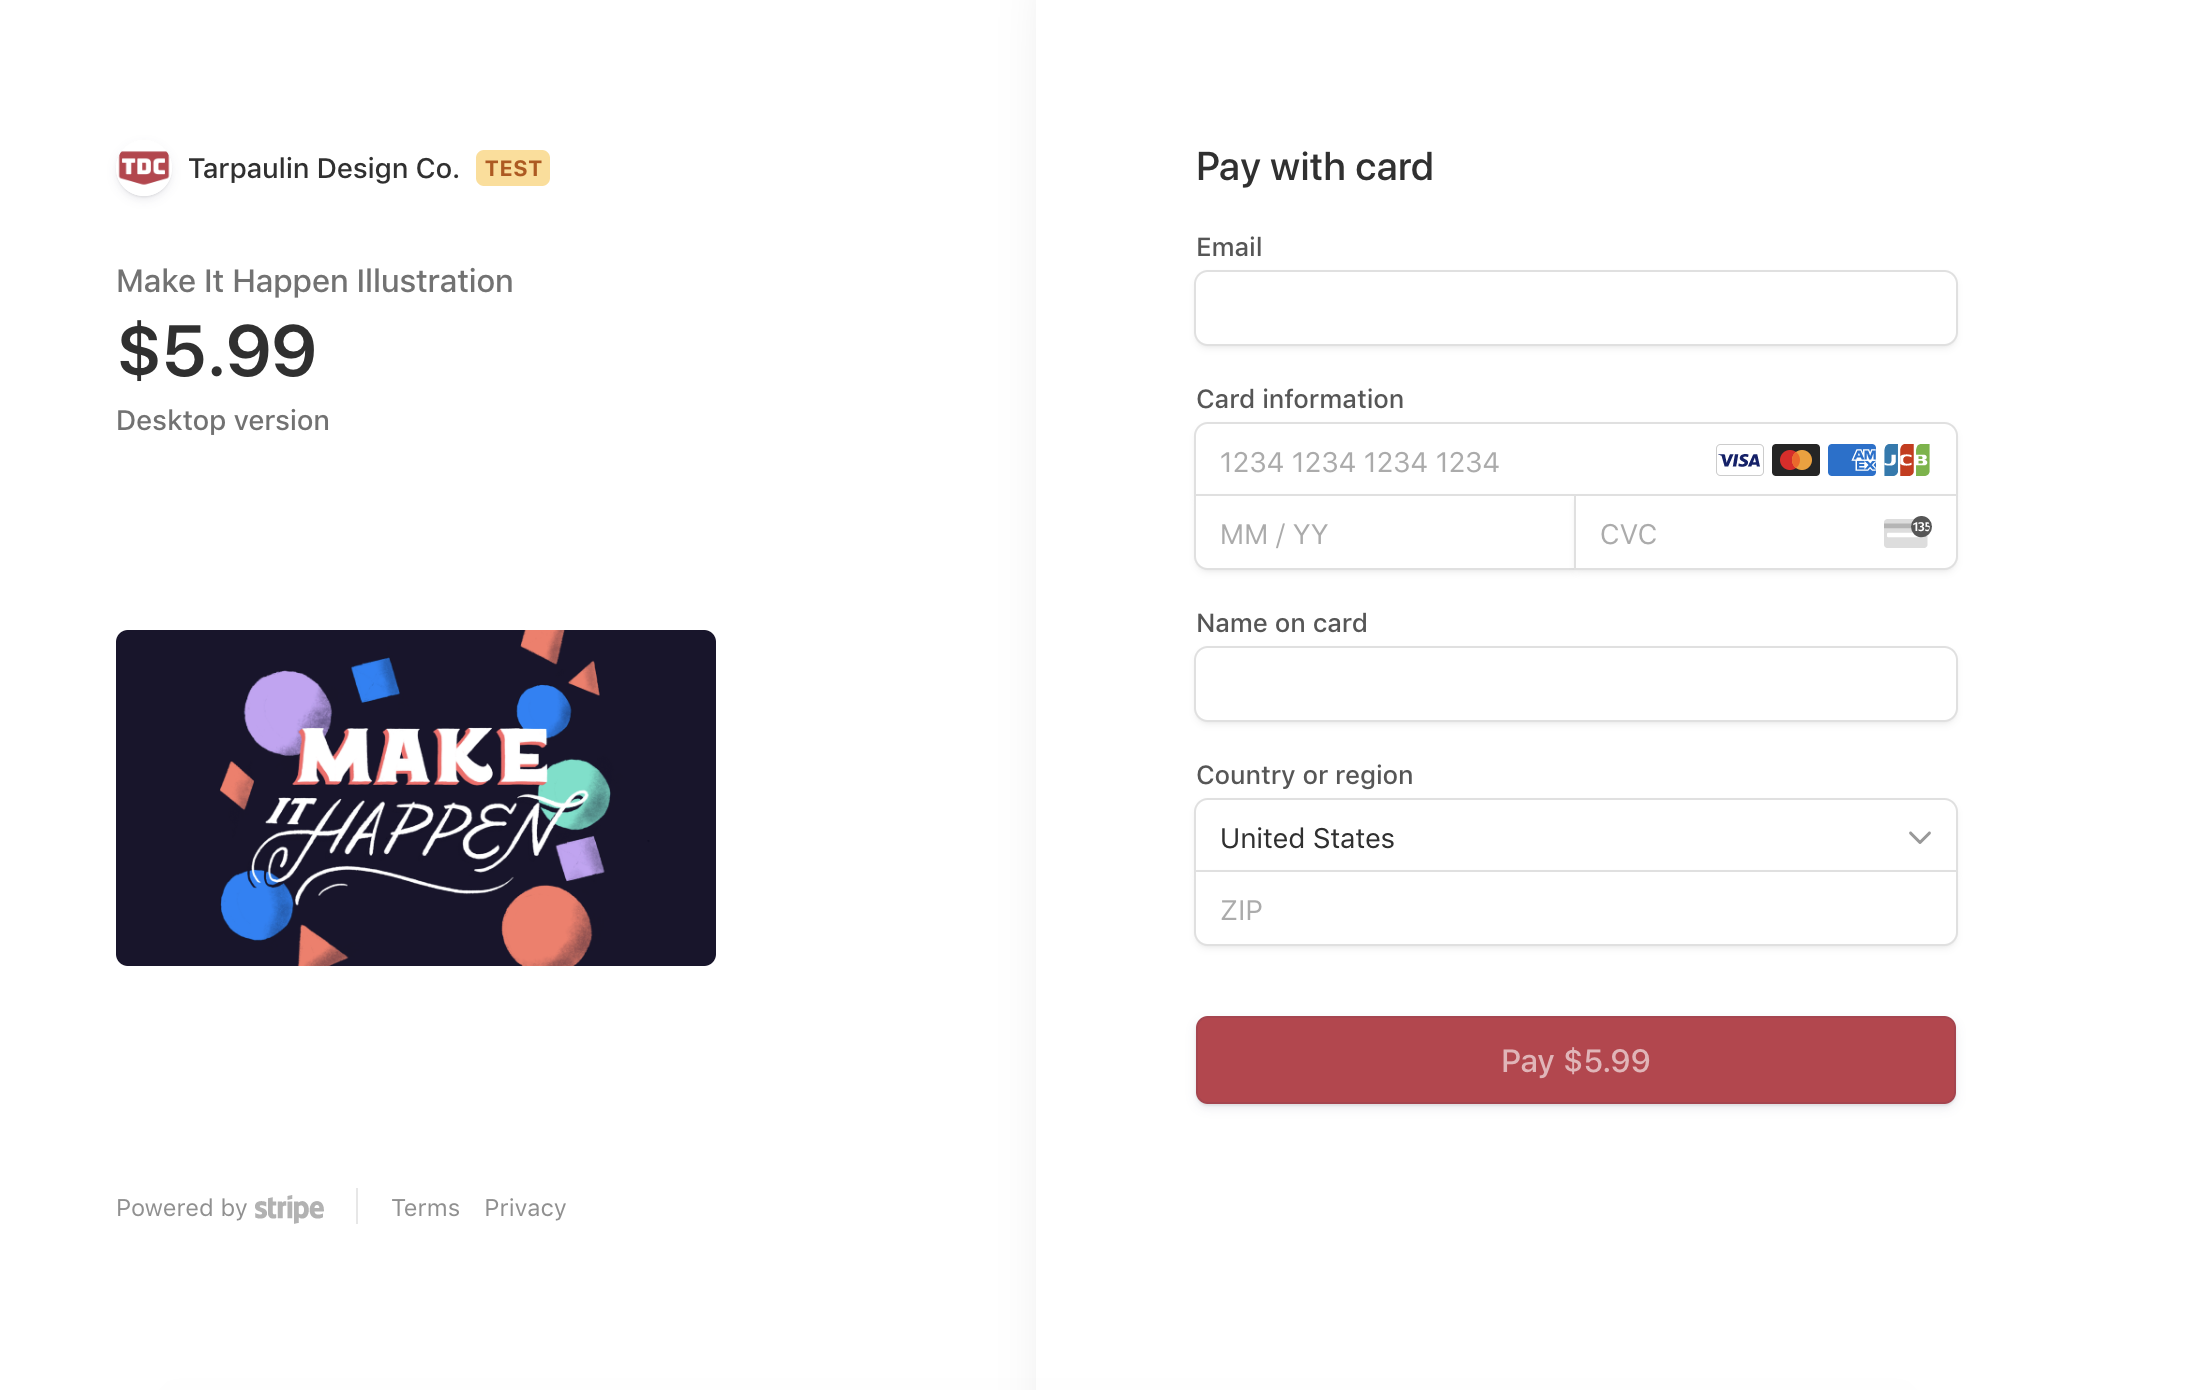 TDC Tarpaulin Design Co. TEST
Make It Happen Illustration
$5.99
Desktop version
MAKE
IT HAPPEN
Powered by stripe
Terms Privacy
Pay with card
Email
Card information
1234 1234 1234 1234 VISA AM EX JCB
MM / YY CVC 135
Name on card
Country or region
United States
ZIP
Pay $5.99